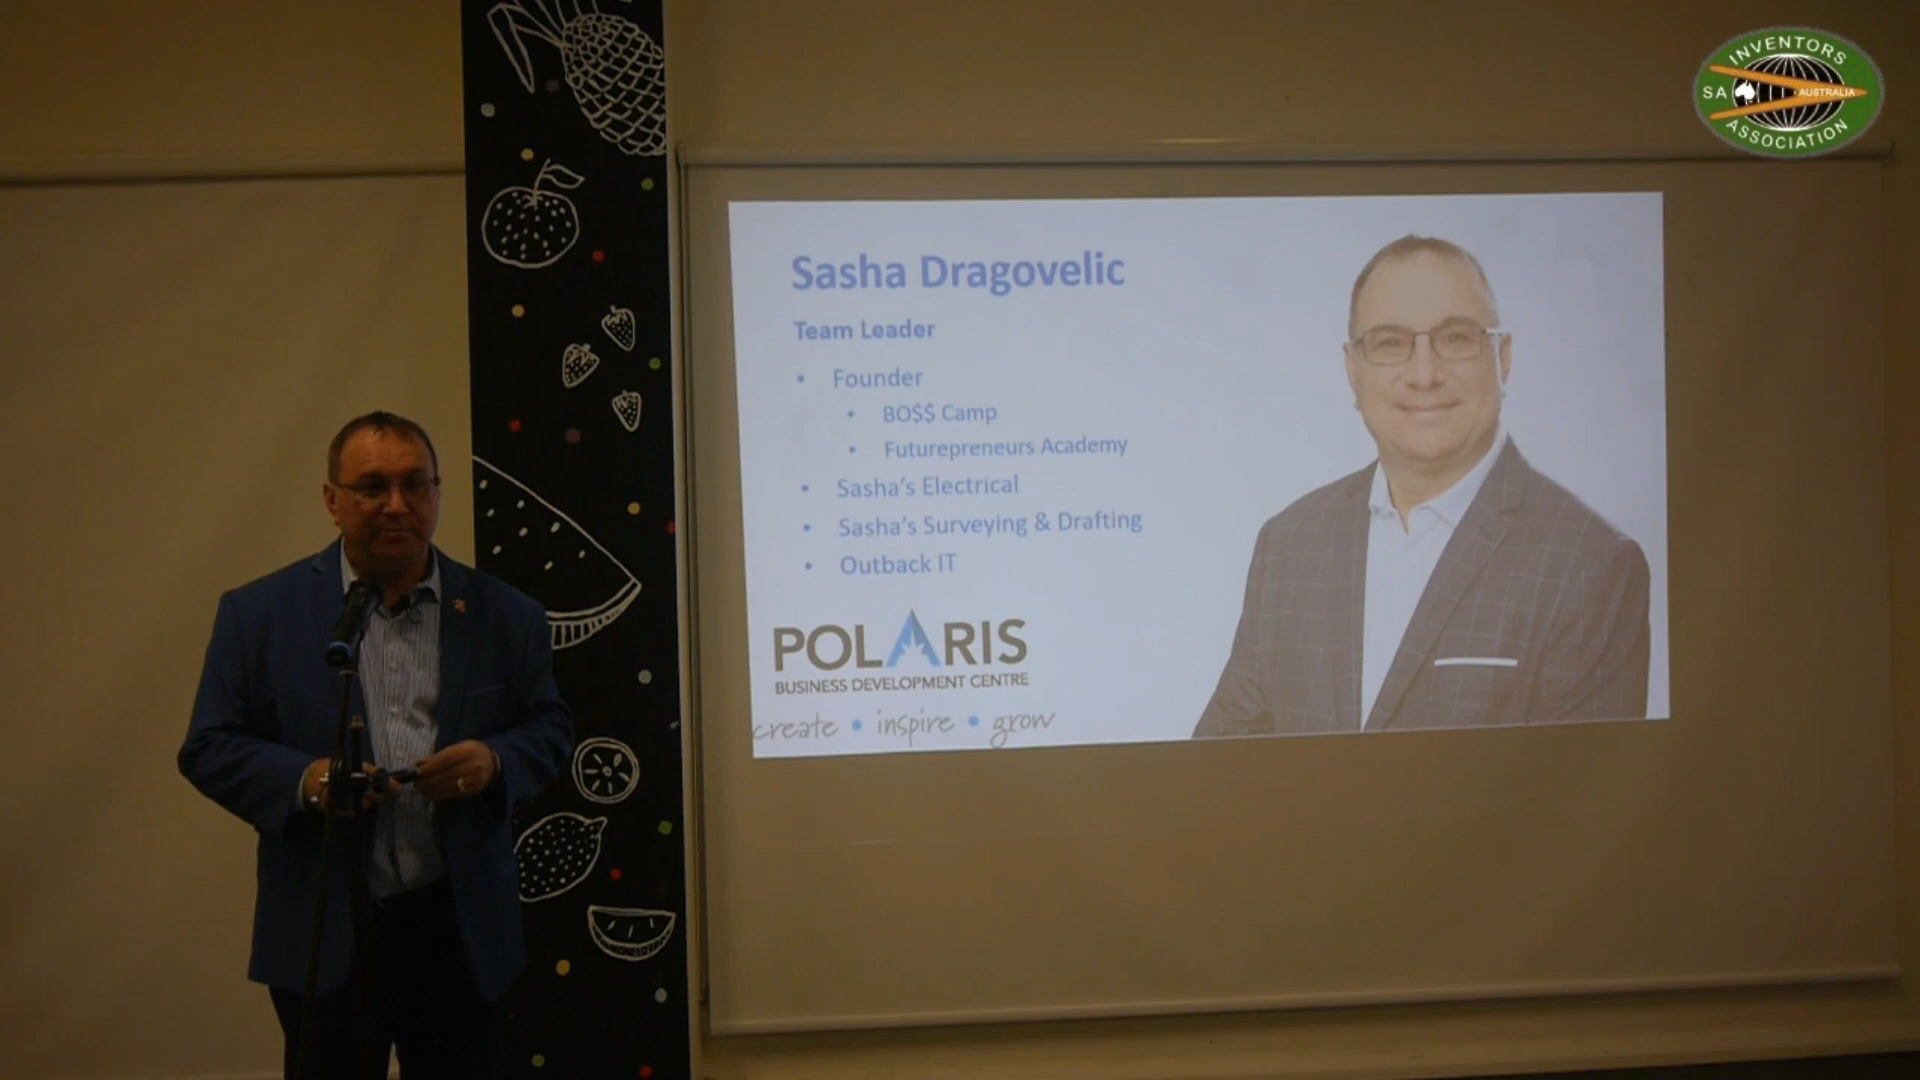 INVENTORS
SA AUSTRALIA
ASSOCIATION
Sasha Dragovelic
Team Leader
• Founder
• BO$$ Camp
• Futurepreneurs Academy
• Sasha's Electrical
• Sasha's Surveying & Drafting
• Outback IT
POLARIS
BUSINESS DEVELOPMENT CENTRE
create • inspire • grow